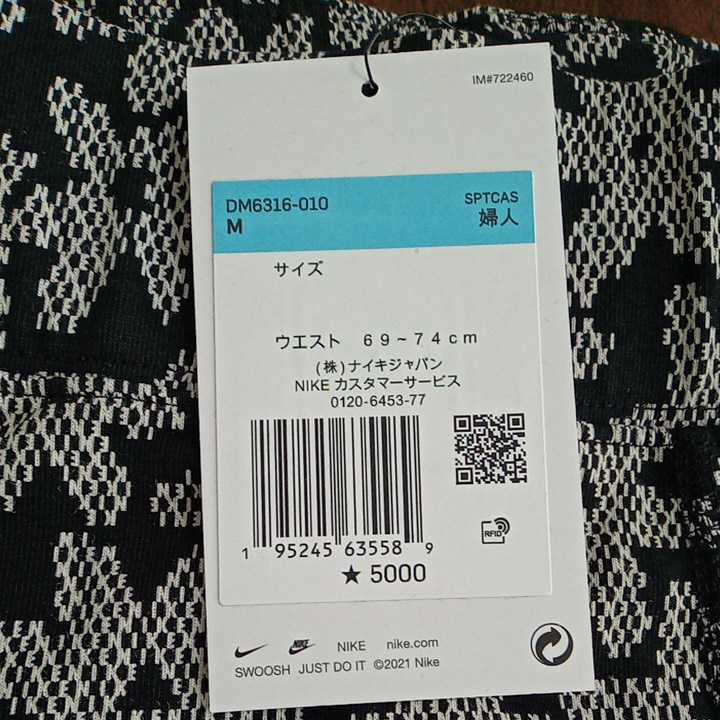 IM#722460
DM6316-010
SPTCAS
M
婦人
サイズ
ウエスト 69~74cm
(株)ナイキジャパン
NIKE カスタマーサービス
0120-6453-77
1 95245 63558 9
RFID
★ 5000
NIKE
NIKE nike.com
SWOOSH JUST DO IT ©2021 Nike